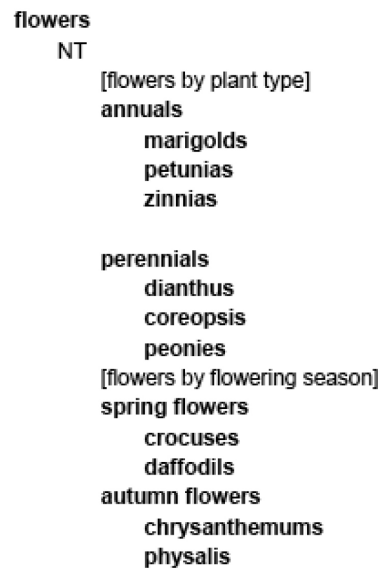 flowers
NT
[flowers by plant type]
annuals
marigolds
petunias
zinnias
perennials
dianthus
coreopsis
peonies
[flowers by flowering season]
spring flowers
crocuses
daffodils
autumn flowers
chrysanthemums
physalis